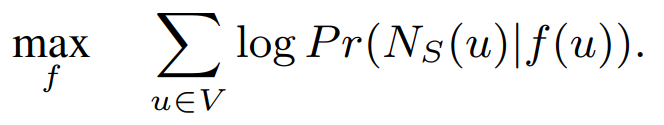 max_f ∑_{u∈V} log Pr(N_S(u)|f(u)).